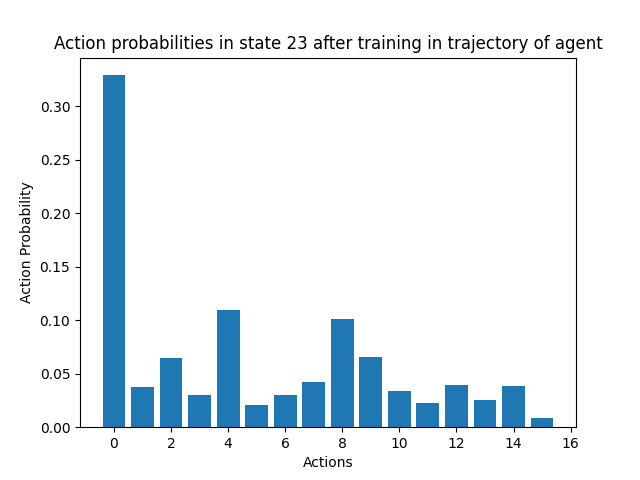 Action probabilities in state 23 after training in trajectory of agent
0.30
0.25
0.20
0.15
0.10
0.05
0.00
Action Probability
0 2 4 6 8 10 12 14 16
Actions